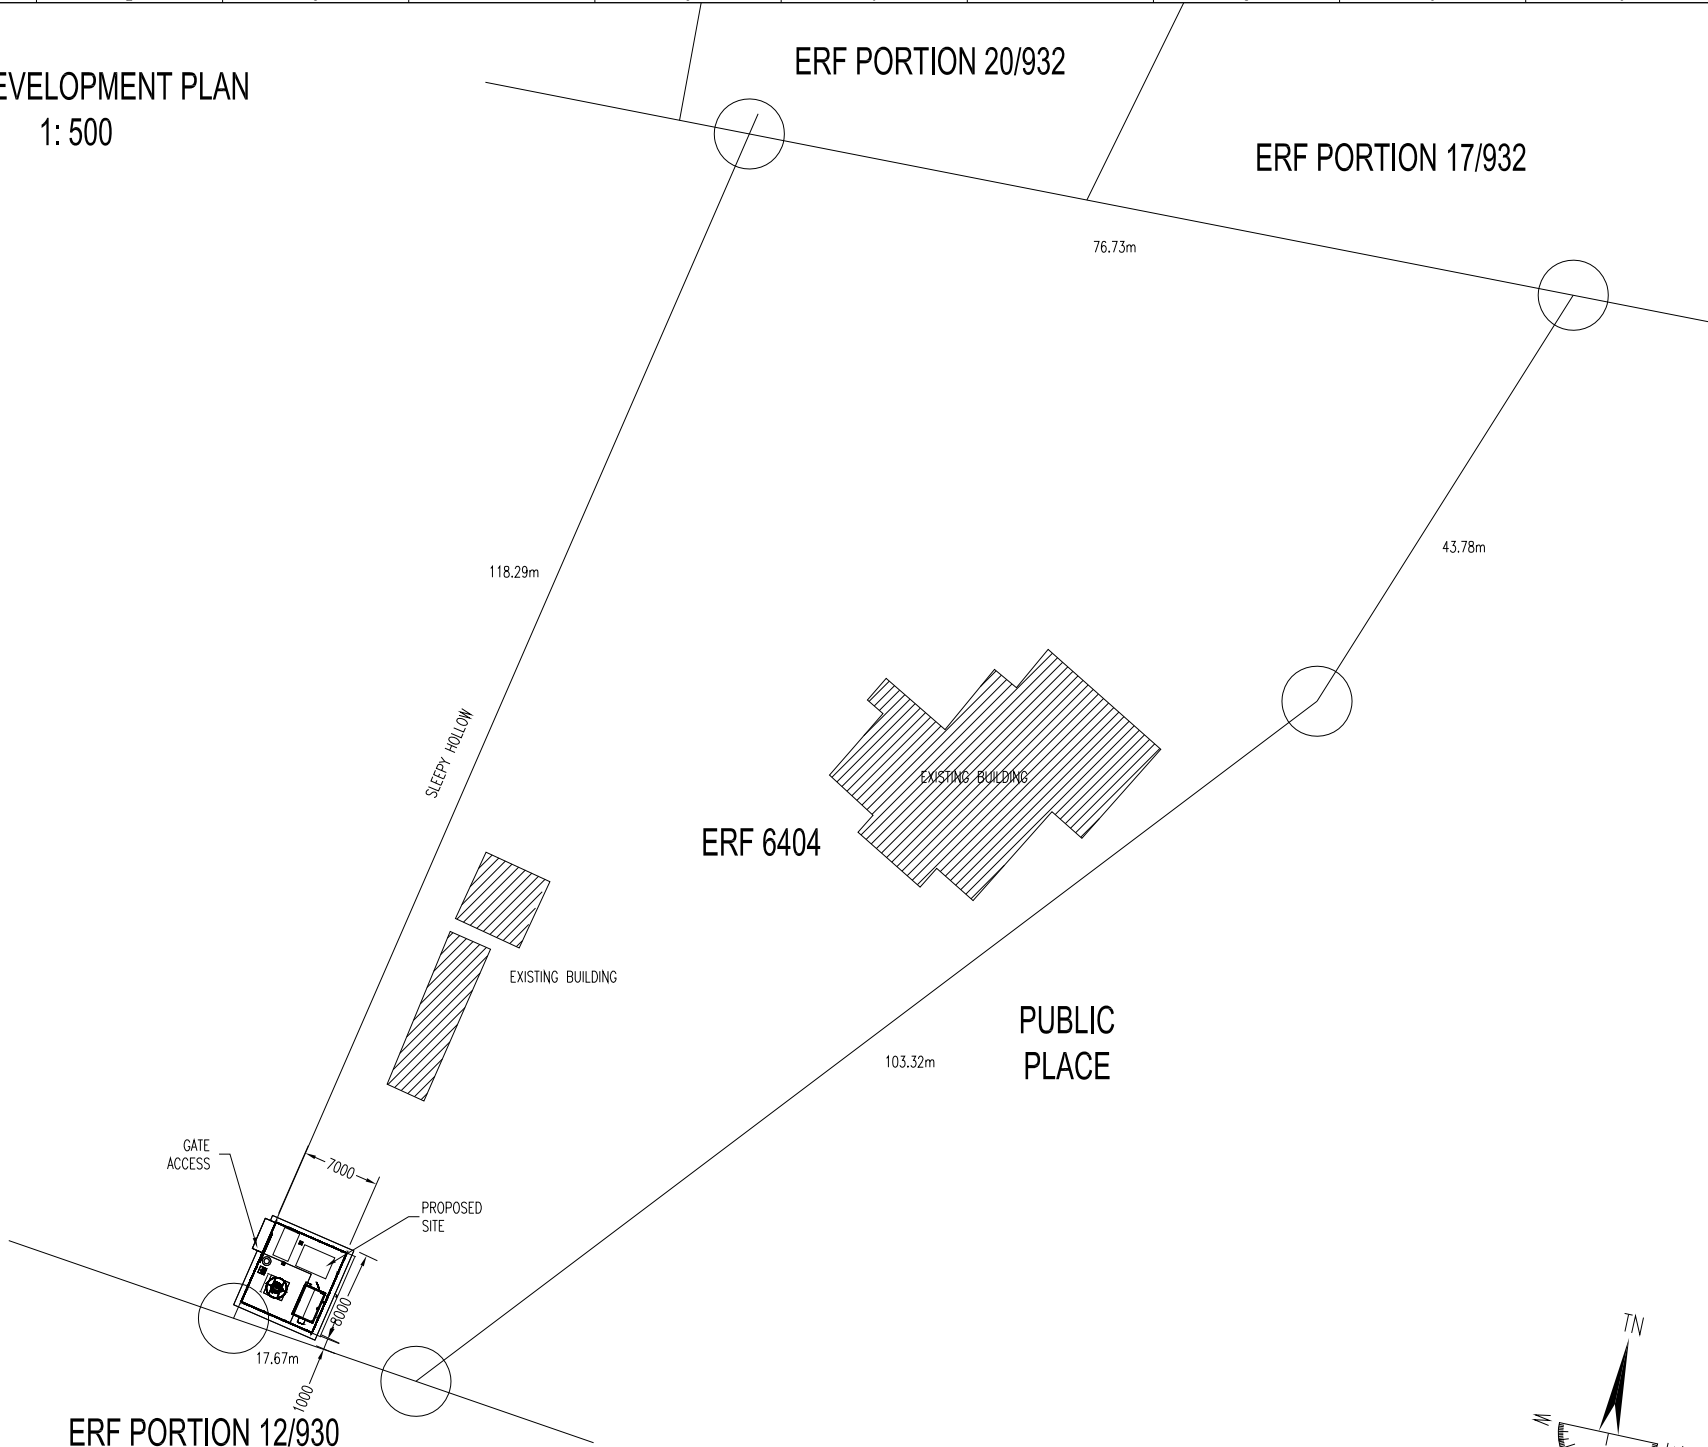 ERF PORTION 20/932
EVELOPMENT PLAN
1: 500
ERF PORTION 17/932
76.73m
43.78m
118.29m
SLEEPY HOLLOW
EXISTING BUILDING
ERF 6404
EXISTING BUILDING
PUBLIC
PLACE
103.32m
GATE
ACCESS
7000
PROPOSED
SITE
8000
17.67m
1000
ERF PORTION 12/930
TN
W